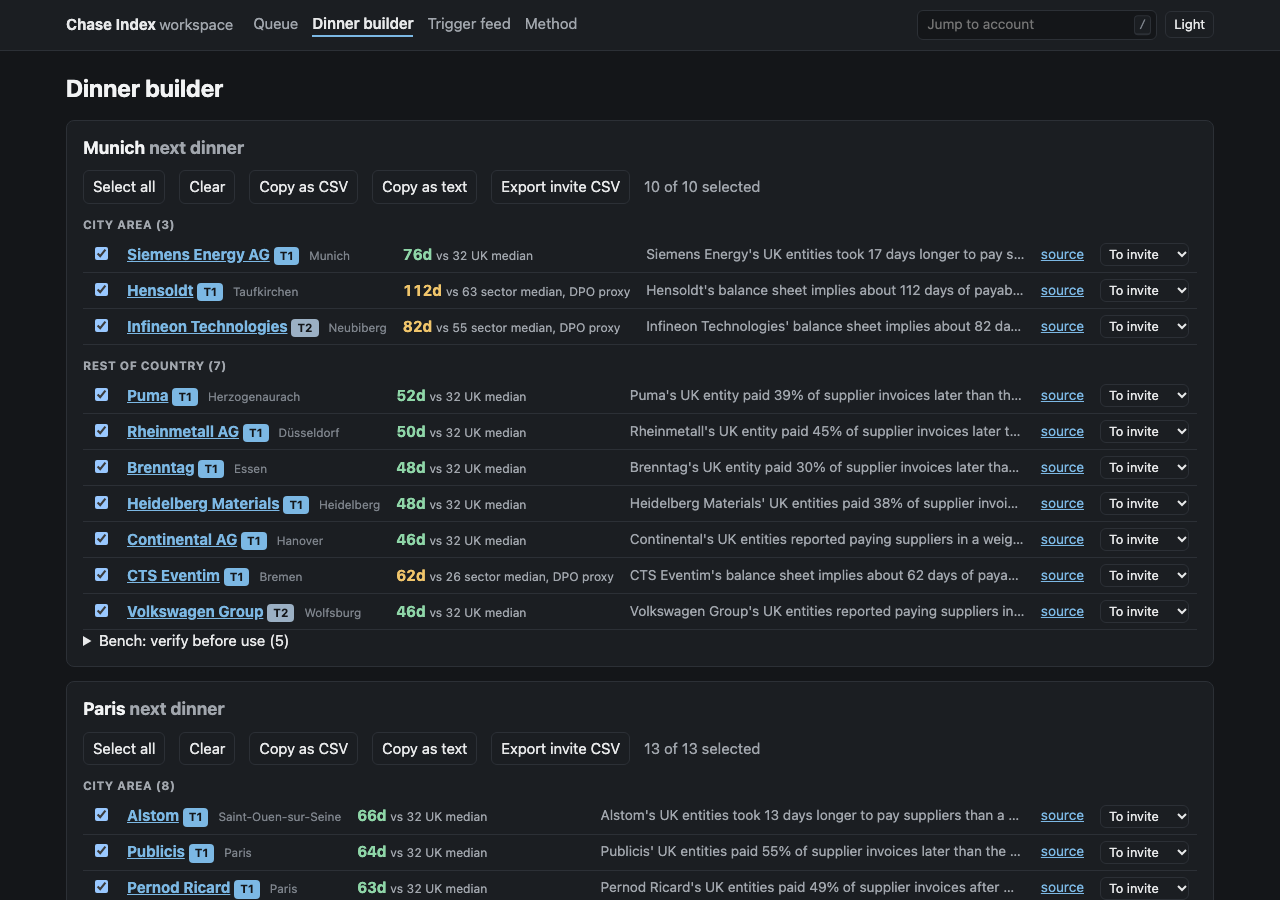 Chase Index workspace Queue Dinner builder Trigger feed Method Jump to account / Light
Dinner builder
Munich next dinner
Select all Clear Copy as CSV Copy as text Export invite CSV 10 of 10 selected
CITY AREA (3)
Siemens Energy AG T1 Munich 76d vs 32 UK median Siemens Energy's UK entities took 17 days longer to pay s... source To invite
Hensoldt T1 Taufkirchen 112d vs 63 sector median, DPO proxy Hensoldt's balance sheet implies about 112 days of payab... source To invite
Infineon Technologies T2 Neubiberg 82d vs 55 sector median, DPO proxy Infineon Technologies' balance sheet implies about 82 da... source To invite
REST OF COUNTRY (7)
Puma T1 Herzogenaurach 52d vs 32 UK median Puma's UK entity paid 39% of supplier invoices later than th... source To invite
Rheinmetall AG T1 Düsseldorf 50d vs 32 UK median Rheinmetall's UK entity paid 45% of supplier invoices later t... source To invite
Brenntag T1 Essen 48d vs 32 UK median Brenntag's UK entity paid 30% of supplier invoices later tha... source To invite
Heidelberg Materials T1 Heidelberg 48d vs 32 UK median Heidelberg Materials' UK entities paid 38% of supplier invoi... source To invite
Continental AG T1 Hanover 46d vs 32 UK median Continental's UK entities reported paying suppliers in a weig... source To invite
CTS Eventim T1 Bremen 62d vs 26 sector median, DPO proxy CTS Eventim's balance sheet implies about 62 days of paya... source To invite
Volkswagen Group T2 Wolfsburg 46d vs 32 UK median Volkswagen Group's UK entities reported paying suppliers in... source To invite
Bench: verify before use (5)
Paris next dinner
Select all Clear Copy as CSV Copy as text Export invite CSV 13 of 13 selected
CITY AREA (8)
Alstom T1 Saint-Ouen-sur-Seine 66d vs 32 UK median Alstom's UK entities took 13 days longer to pay suppliers than a ... source To invite
Publicis T1 Paris 64d vs 32 UK median Publicis' UK entities paid 55% of supplier invoices later than the ... source To invite
Pernod Ricard T1 Paris 63d vs 32 UK median Pernod Ricard's UK entities paid 49% of supplier invoices after ... source To invite